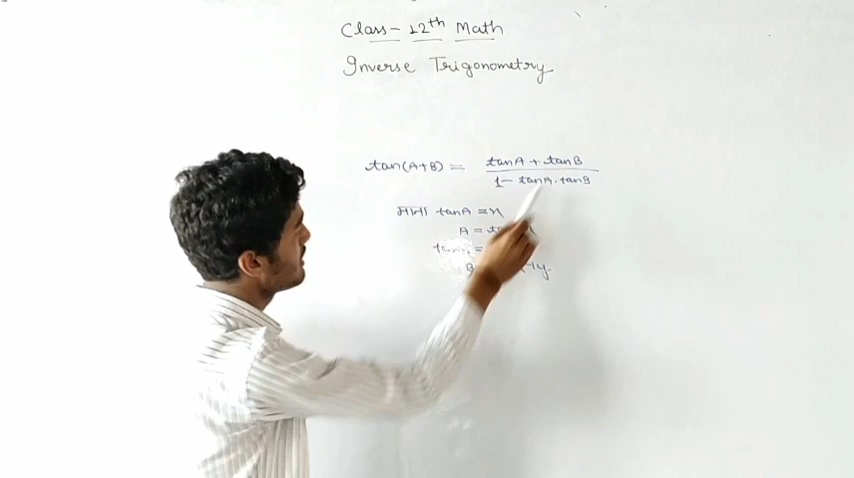 Class- 12th Math
Inverse Trigonometry
tan(A+B) = tanA + tanB
1- tanA.tanB
माना tanA = x
A =
=
B
y